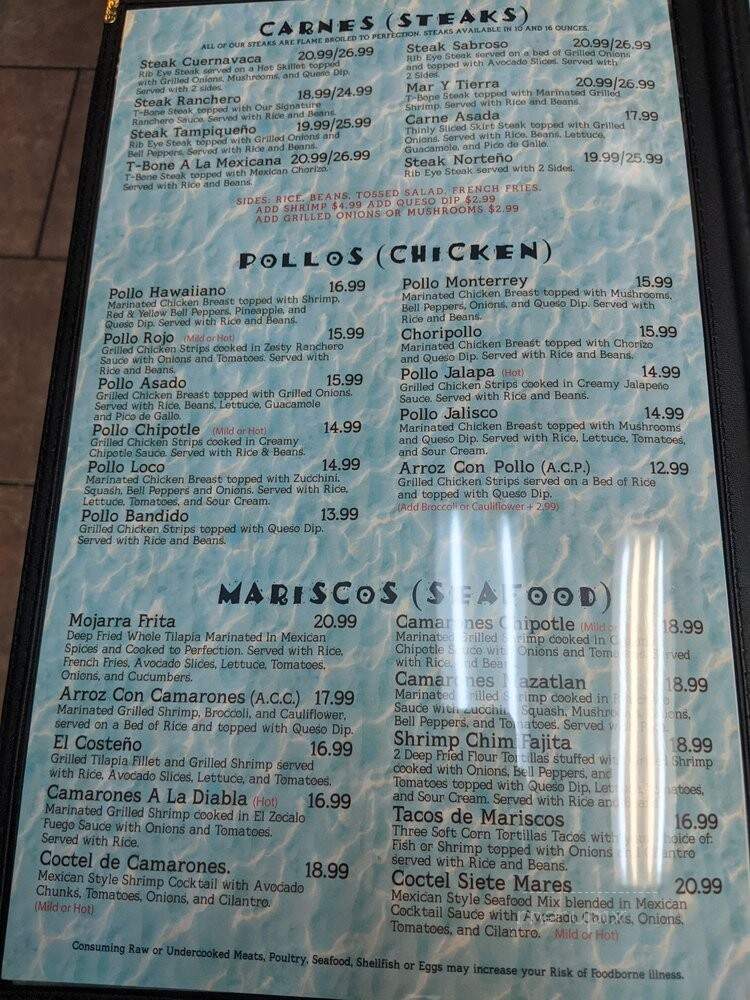 CARNES (STEAKS)
ALL OF OUR STEAKS ARE FLAME BROILED TO PERFECTION. STEAKS AVAILABLE IN 10 AND 16 OUNCES.
Steak Cuernavaca 20.99/26.99
Rib Eye Steak served on a Hot Skillet topped
with Grilled Onions, Mushrooms, and Queso Dip.
Served with 2 sides.
Steak Ranchero 18.99/24.99
T-Bone Steak topped with Our Signature
Ranchero Sauce. Served with Rice and Beans.
Steak Tampiqueño 19.99/25.99
Rib Eye Steak topped with Grilled Onions and
Bell Peppers. Served with Rice and Beans.
T-Bone A La Mexicana 20.99/26.99
T-Bone Steak topped with Mexican Chorizo.
Served with Rice and Beans.
Steak Sabroso 20.99/26.99
Rib Eye Steak served on a bed of Grilled Onions
and topped with Avocado Slices. Served with
2 Sides.
Mar Y Tierra 20.99/26.99
T-Bone Steak topped with Marinated Grilled
Shrimp. Served with Rice and Beans.
Carne Asada 17.99
Thinly Sliced Skirt Steak topped with Grilled
Onions. Served with Rice, Beans, Lettuce,
Guacamole, and Pico de Gallo.
Steak Norteño 19.99/25.99
Rib Eye Steak served with 2 Sides.
SIDES: RICE, BEANS, TOSSED SALAD, FRENCH FRIES.
ADD SHRIMP $4.99 ADD QUESO DIP $2.99
ADD GRILLED ONIONS OR MUSHROOMS $2.99
POLLOS (CHICKEN)
Pollo Hawaiiano 16.99
Marinated Chicken Breast topped with Shrimp,
Red & Yellow Bell Peppers, Pineapple, and
Queso Dip. Served with Rice and Beans.
Pollo Rojo (Mild or Hot) 15.99
Grilled Chicken Strips cooked in Zesty Ranchero
Sauce with Onions and Tomatoes. Served with
Rice and Beans.
Pollo Asado 15.99
Grilled Chicken Breast topped with Grilled Onions.
Served with Rice, Beans, Lettuce, Guacamole
and Pico de Gallo.
Pollo Chipotle (Mild or Hot) 14.99
Grilled Chicken Strips cooked in Creamy
Chipotle Sauce. Served with Rice & Beans.
Pollo Loco 14.99
Marinated Chicken Breast topped with Zucchini,
Squash, Bell Peppers and Onions. Served with Rice,
Lettuce, Tomatoes, and Sour Cream.
Pollo Bandido 13.99
Grilled Chicken Strips topped with Queso Dip.
Served with Rice and Beans.
Pollo Monterrey 15.99
Marinated Chicken Breast topped with Mushrooms,
Bell Peppers, Onions, and Queso Dip. Served with
Rice and Beans.
Choripollo 15.99
Marinated Chicken Breast topped with Chorizo
and Queso Dip. Served with Rice and Beans.
Pollo Jalapa (Hot) 14.99
Grilled Chicken Strips cooked in Creamy Jalapeño
Sauce. Served with Rice and Beans.
Pollo Jalisco 14.99
Marinated Chicken Breast topped with Mushrooms
and Queso Dip. Served with Rice, Lettuce, Tomatoes,
and Sour Cream.
Arroz Con Pollo (A.C.P.) 12.99
Grilled Chicken Strips served on a Bed of Rice
and topped with Queso Dip.
(Add Broccoli or Cauliflower + 2.99)
MARISCOS (SEAFOOD)
Mojarra Frita 20.99
Deep Fried Whole Tilapia Marinated In Mexican
Spices and Cooked to Perfection. Served with Rice,
French Fries, Avocado Slices, Lettuce, Tomatoes,
Onions, and Cucumbers.
Arroz Con Camarones (A.C.C.) 17.99
Marinated Grilled Shrimp, Broccoli, and Cauliflower,
served on a Bed of Rice and topped with Queso Dip.
El Costeño 16.99
Grilled Tilapia Fillet and Grilled Shrimp served
with Rice, Avocado Slices, Lettuce, and Tomatoes.
Camarones A La Diabla (Hot) 16.99
Marinated Grilled Shrimp cooked in El Zocalo
Fuego Sauce with Onions and Tomatoes.
Served with Rice.
Coctel de Camarones. 18.99
Mexican Style Shrimp Cocktail with Avocado
Chunks, Tomatoes, Onions, and Cilantro.
(Mild or Hot)
Camarones Chipotle (Mild 18.99
Marinated Grilled Shrimp cooked in
Chipotle Sauce with Onions and Served
with Rice and Beans
Camarones Mazatlan 18.99
Marinated Grilled Shrimp cooked in
Sauce with Zucchini, Squash,
Bell Peppers, and Tomatoes. Served
Shrimp Chimi Fajita 18.99
2 Deep Fried Flour Tortillas stuffed Shrimp
cooked with Onions, Bell Peppers, and
Tomatoes topped with Queso Dip,
and Sour Cream. Served with Rice and
Tacos de Mariscos 16.99
Three Soft Corn Tortillas Tacos with choice of:
Fish or Shrimp topped with Onions Cilantro
served with Rice and Beans.
Coctel Siete Mares 20.99
Mexican Style Seafood Mix blended in Mexican
Cocktail Sauce with Avocado Chunks, Onions,
Tomatoes, and Cilantro. Mild or Hot)
Consuming Raw or Undercooked Meats, Poultry, Seafood, Shellfish or Eggs may increase your Risk of Foodborne illness.